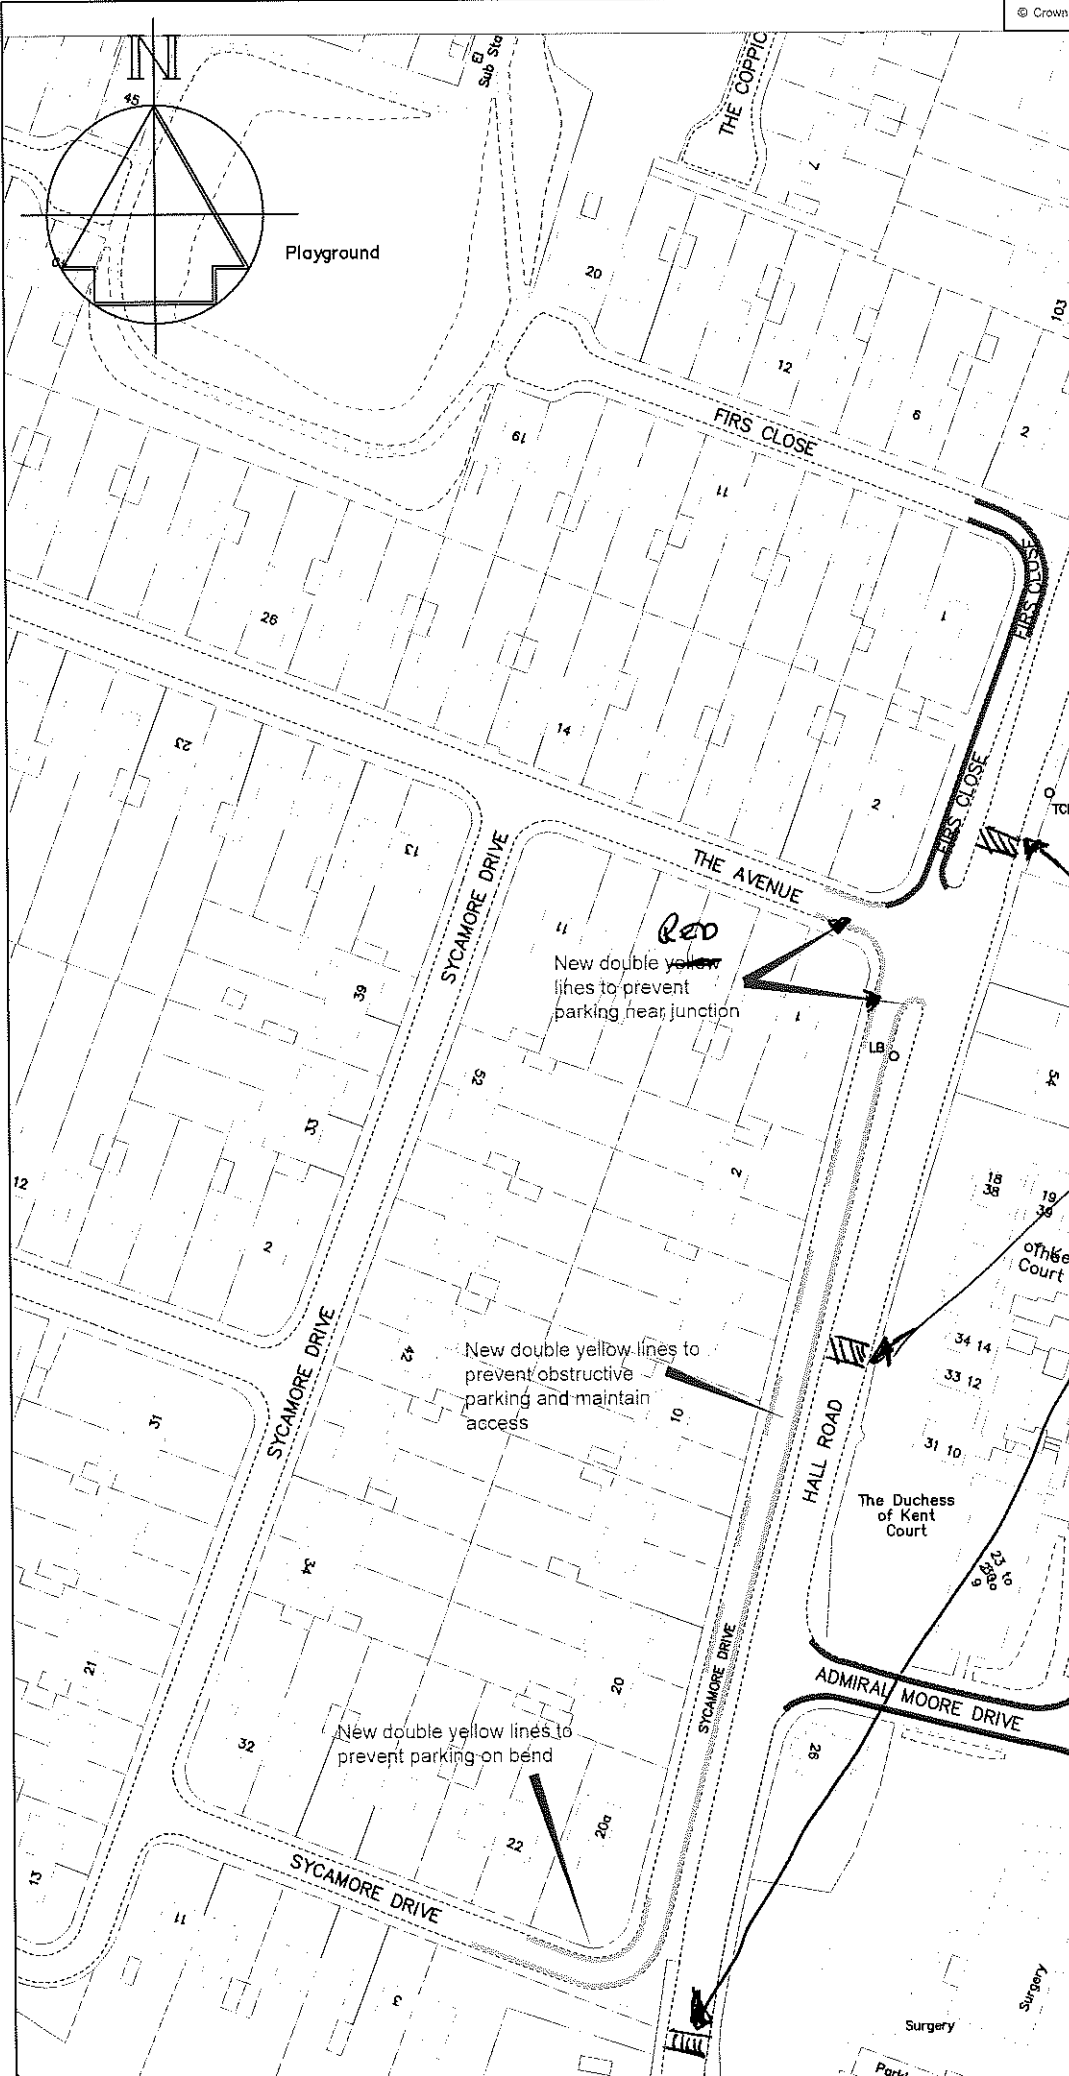 © Crown
N
45
El
Sub Sta
THE COPPIC
7
Playground
20
103
12
6
2
FIRS CLOSE
19
11
FIRS CLOSE
1
26
14
FIRS CLOSE
23
2
TC
13
THE AVENUE
SYCAMORE DRIVE
11
RED
New double yellow
lines to prevent
parking near junction
39
1
LB
52
54
33
2
12
18
38
19
39
2
Court
34 14
33 12
New double yellow lines to
prevent obstructive
parking and maintain
access
42
10
31
SYCAMORE DRIVE
HALL ROAD
31 10
The Duchess
of Kent
Court
34
23 to
9
21
20
SYCAMORE DRIVE
ADMIRAL MOORE DRIVE
New double yellow lines to
prevent parking on bend
32
26
22
20a
13
SYCAMORE DRIVE
11
3
Surgery
Surgery